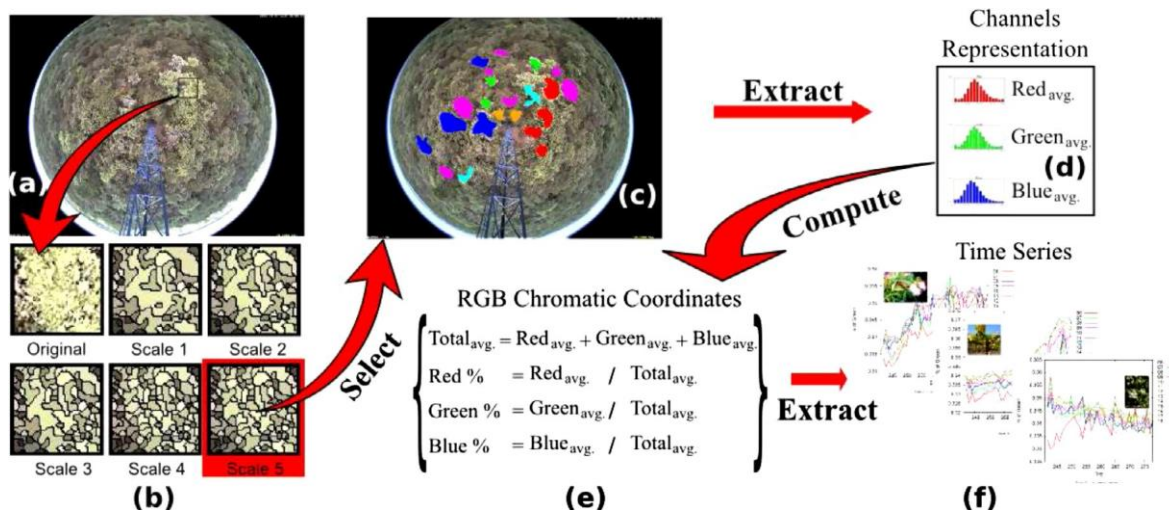 Channels
Representation
Red avg.
Green avg.
Blue avg.
(d)
Extract
Compute
(a)
(c)
Original
Scale 1
Scale 2
Scale 3
Scale 4
Scale 5
(b)
Select
RGB Chromatic Coordinates
Total avg. = Red avg. + Green avg. + Blue avg.
Red % = Red avg. / Total avg.
Green % = Green avg. / Total avg.
Blue % = Blue avg. / Total avg.
(e)
Extract
Time Series
(f)